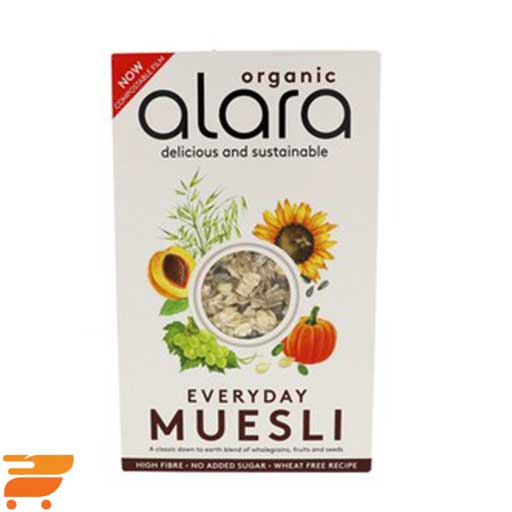 NOW
COMPOSTABLE FILM
organic
alara
delicious and sustainable
EVERYDAY
MUESLI
A classic down to earth blend of wholegrains, fruits and seeds
HIGH FIBRE • NO ADDED SUGAR • WHEAT FREE RECIPE